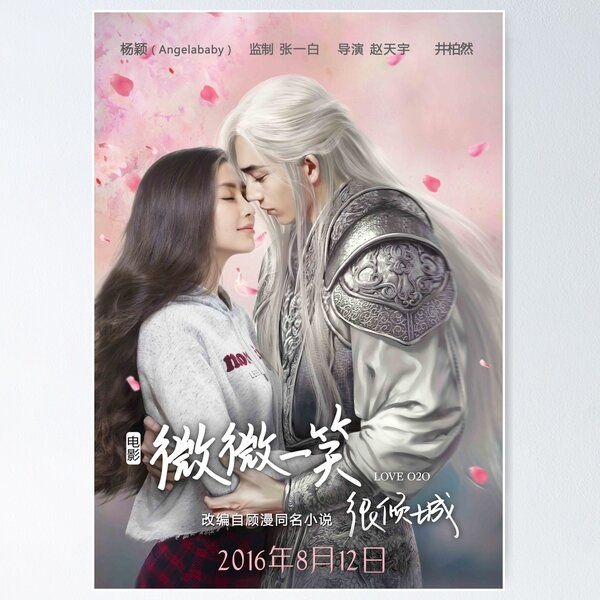 杨颖（Angelababy） 监制 张一白 导演 赵天宇 井柏然
电影
微微一笑
LOVE O2O
很倾城
改编自顾漫同名小说
2016年8月12日